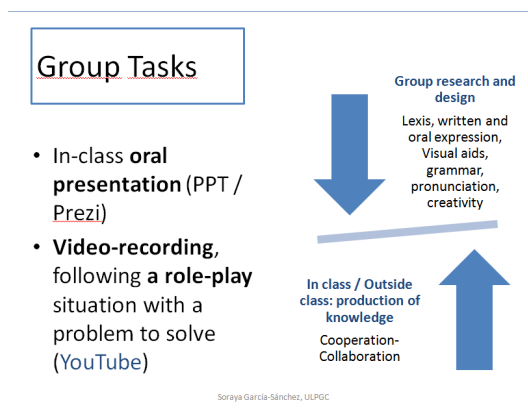 Group Tasks
• In-class oral
presentation (PPT /
Prezi)
• Video-recording,
following a role-play
situation with a
problem to solve
(YouTube)
Group research and
design
Lexis, written and
oral expression,
Visual aids,
grammar,
pronunciation,
creativity
In class / Outside
class: production of
knowledge
Cooperation-
Collaboration
Soraya García-Sánchez, ULPGC